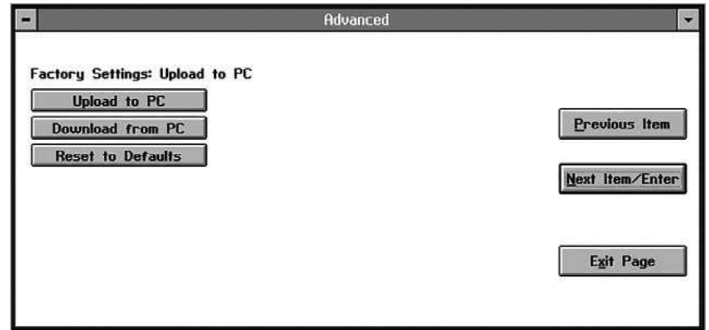 Advanced
Factory Settings: Upload to PC
Upload to PC
Download from PC
Reset to Defaults
Previous Item
Next Item/Enter
Exit Page